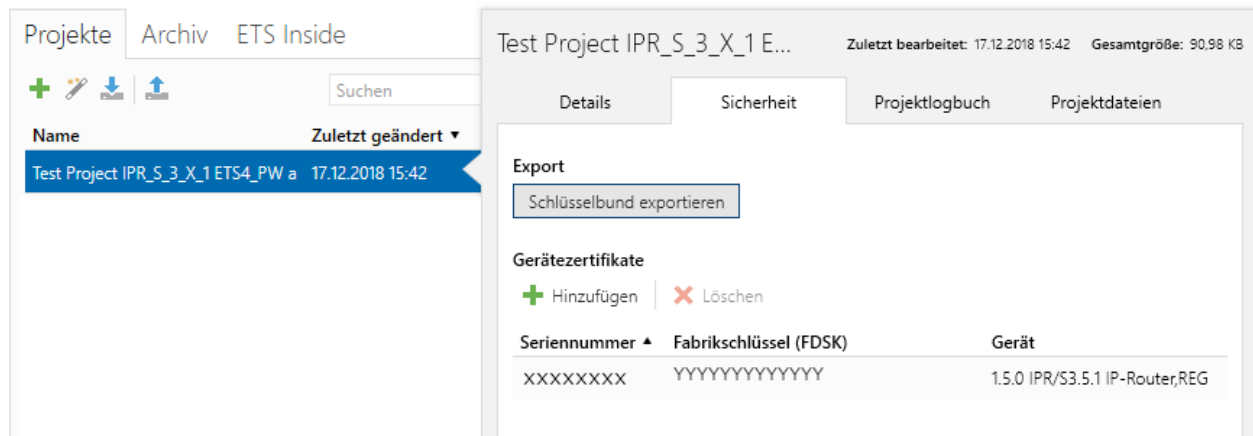 Projekte Archiv ETS Inside
Suchen
Name Zuletzt geändert ▼
Test Project IPR_S_3_X_1 ETS4_PW a 17.12.2018 15:42
Test Project IPR_S_3_X_1 E... Zuletzt bearbeitet: 17.12.2018 15:42 Gesamtgröße: 90,98 KB
Details Sicherheit Projektlogbuch Projektdateien
Export
Schlüsselbund exportieren
Gerätezertifikate
Hinzufügen Löschen
Seriennummer ▲ Fabrikschlüssel (FDSK) Gerät
XXXXXXXX YYYYYYYYYYYYY 1.5.0 IPR/S3.5.1 IP-Router,REG